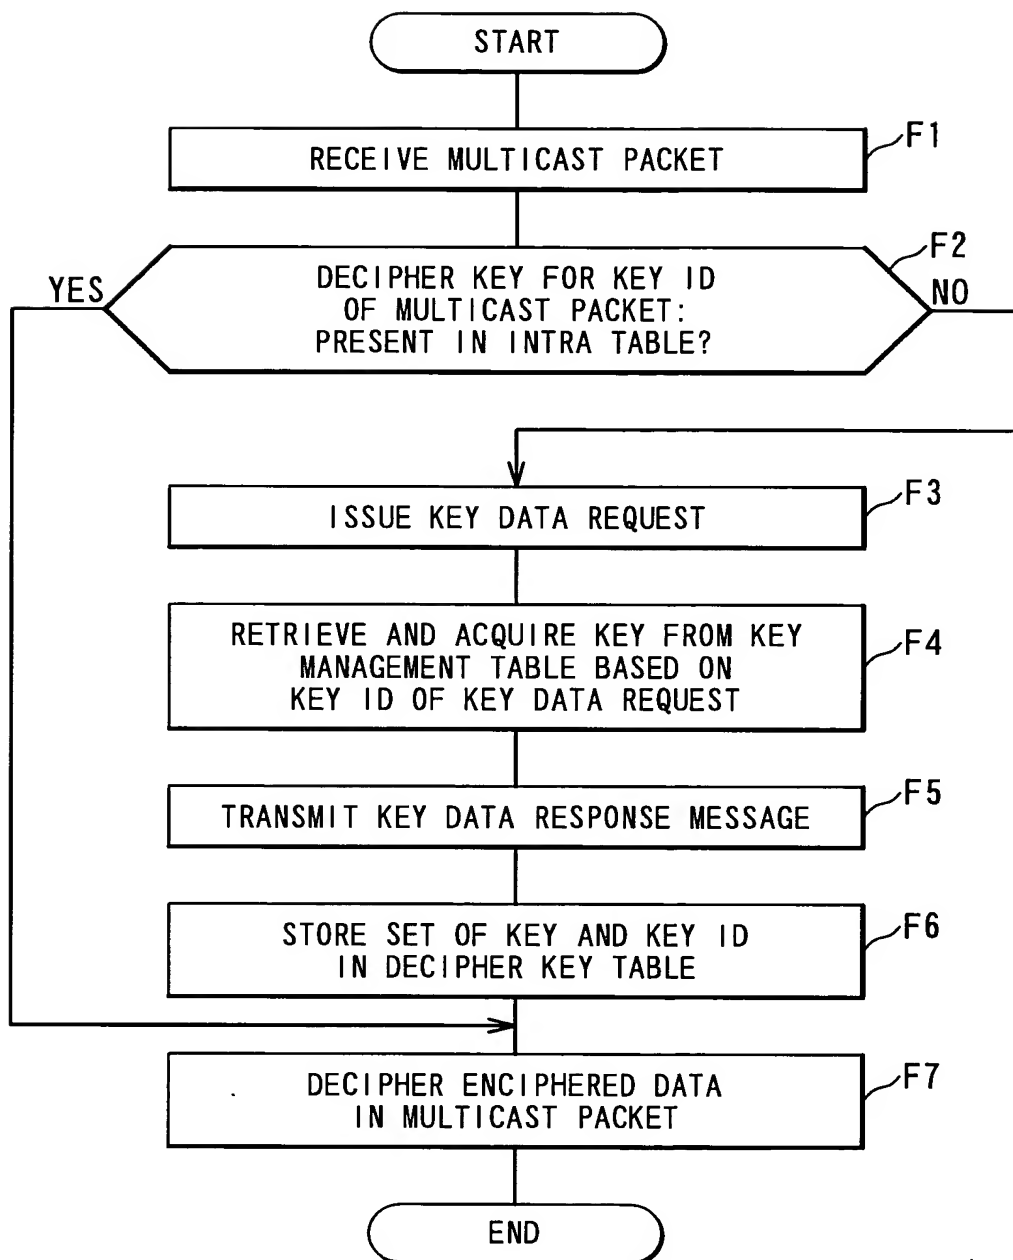 START
RECEIVE MULTICAST PACKET
F1
F2
YES
DECIPHER KEY FOR KEY ID
OF MULTICAST PACKET:
PRESENT IN INTRA TABLE?
NO
ISSUE KEY DATA REQUEST
F3
RETRIEVE AND ACQUIRE KEY FROM KEY
MANAGEMENT TABLE BASED ON
KEY ID OF KEY DATA REQUEST
F4
TRANSMIT KEY DATA RESPONSE MESSAGE
F5
STORE SET OF KEY AND KEY ID
IN DECIPHER KEY TABLE
F6
DECIPHER ENCIPHERED DATA
IN MULTICAST PACKET
F7
END